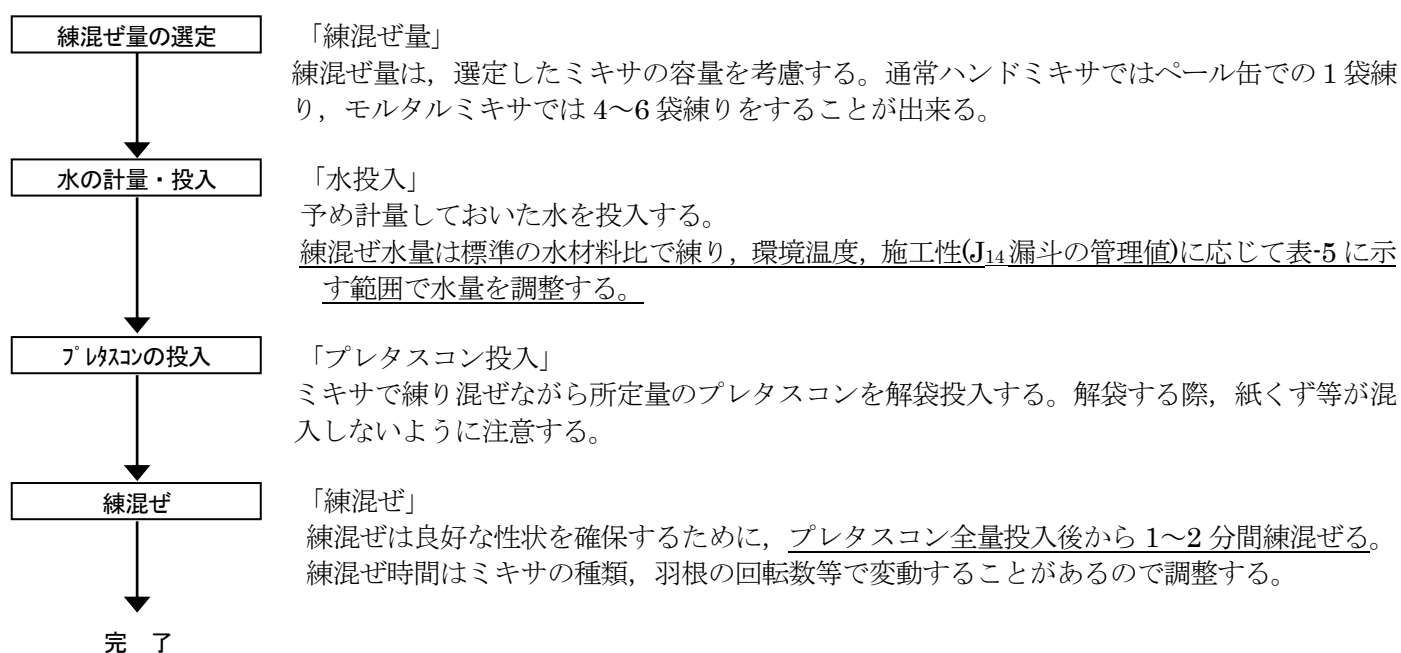 練混ぜ量の選定
「練混ぜ量」
練混ぜ量は，選定したミキサの容量を考慮する。通常ハンドミキサではペール缶での 1 袋練
り，モルタルミキサでは 4～6 袋練りをすることが出来る。
水の計量・投入
「水投入」
予め計量しておいた水を投入する。
練混ぜ水量は標準の水材料比で練り，環境温度，施工性(J14 漏斗の管理値)に応じて表-5 に示
す範囲で水量を調整する。
ﾌﾟﾚﾀｽｺﾝの投入
「プレタスコン投入」
ミキサで練り混ぜながら所定量のプレタスコンを解袋投入する。解袋する際，紙くず等が混
入しないように注意する。
練混ぜ
「練混ぜ」
練混ぜは良好な性状を確保するために，プレタスコン全量投入後から 1～2 分間練混ぜる。
練混ぜ時間はミキサの種類，羽根の回転数等で変動することがあるので調整する。
完　了